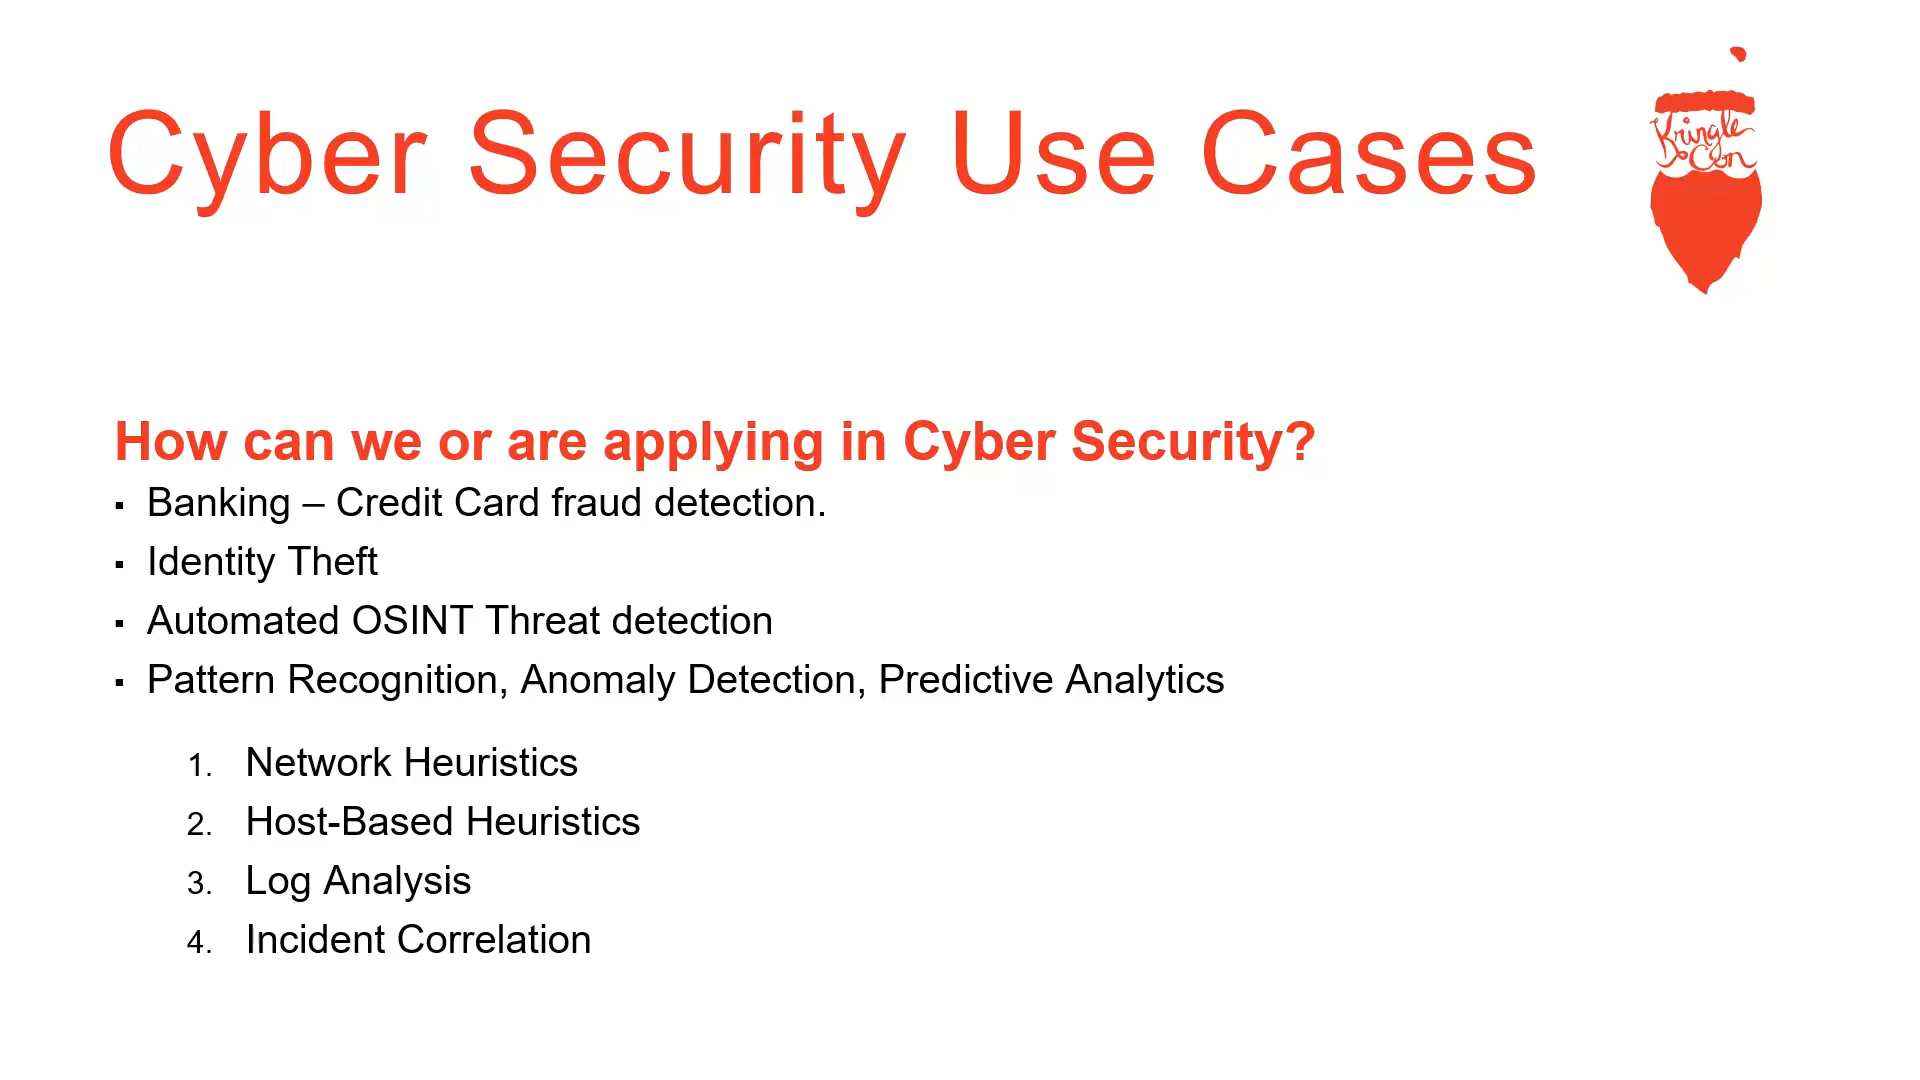 Cyber Security Use Cases
Kringle
Con
How can we or are applying in Cyber Security?
▪ Banking – Credit Card fraud detection.
▪ Identity Theft
▪ Automated OSINT Threat detection
▪ Pattern Recognition, Anomaly Detection, Predictive Analytics
1. Network Heuristics
2. Host-Based Heuristics
3. Log Analysis
4. Incident Correlation